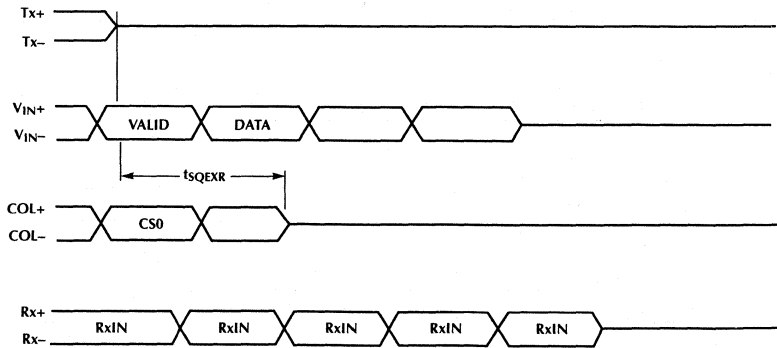 Tx+
Tx–
VIN+
VALID DATA
VIN–
tSQEXR
COL+
CS0
COL–
Rx+
RxIN RxIN RxIN RxIN RxIN
Rx–